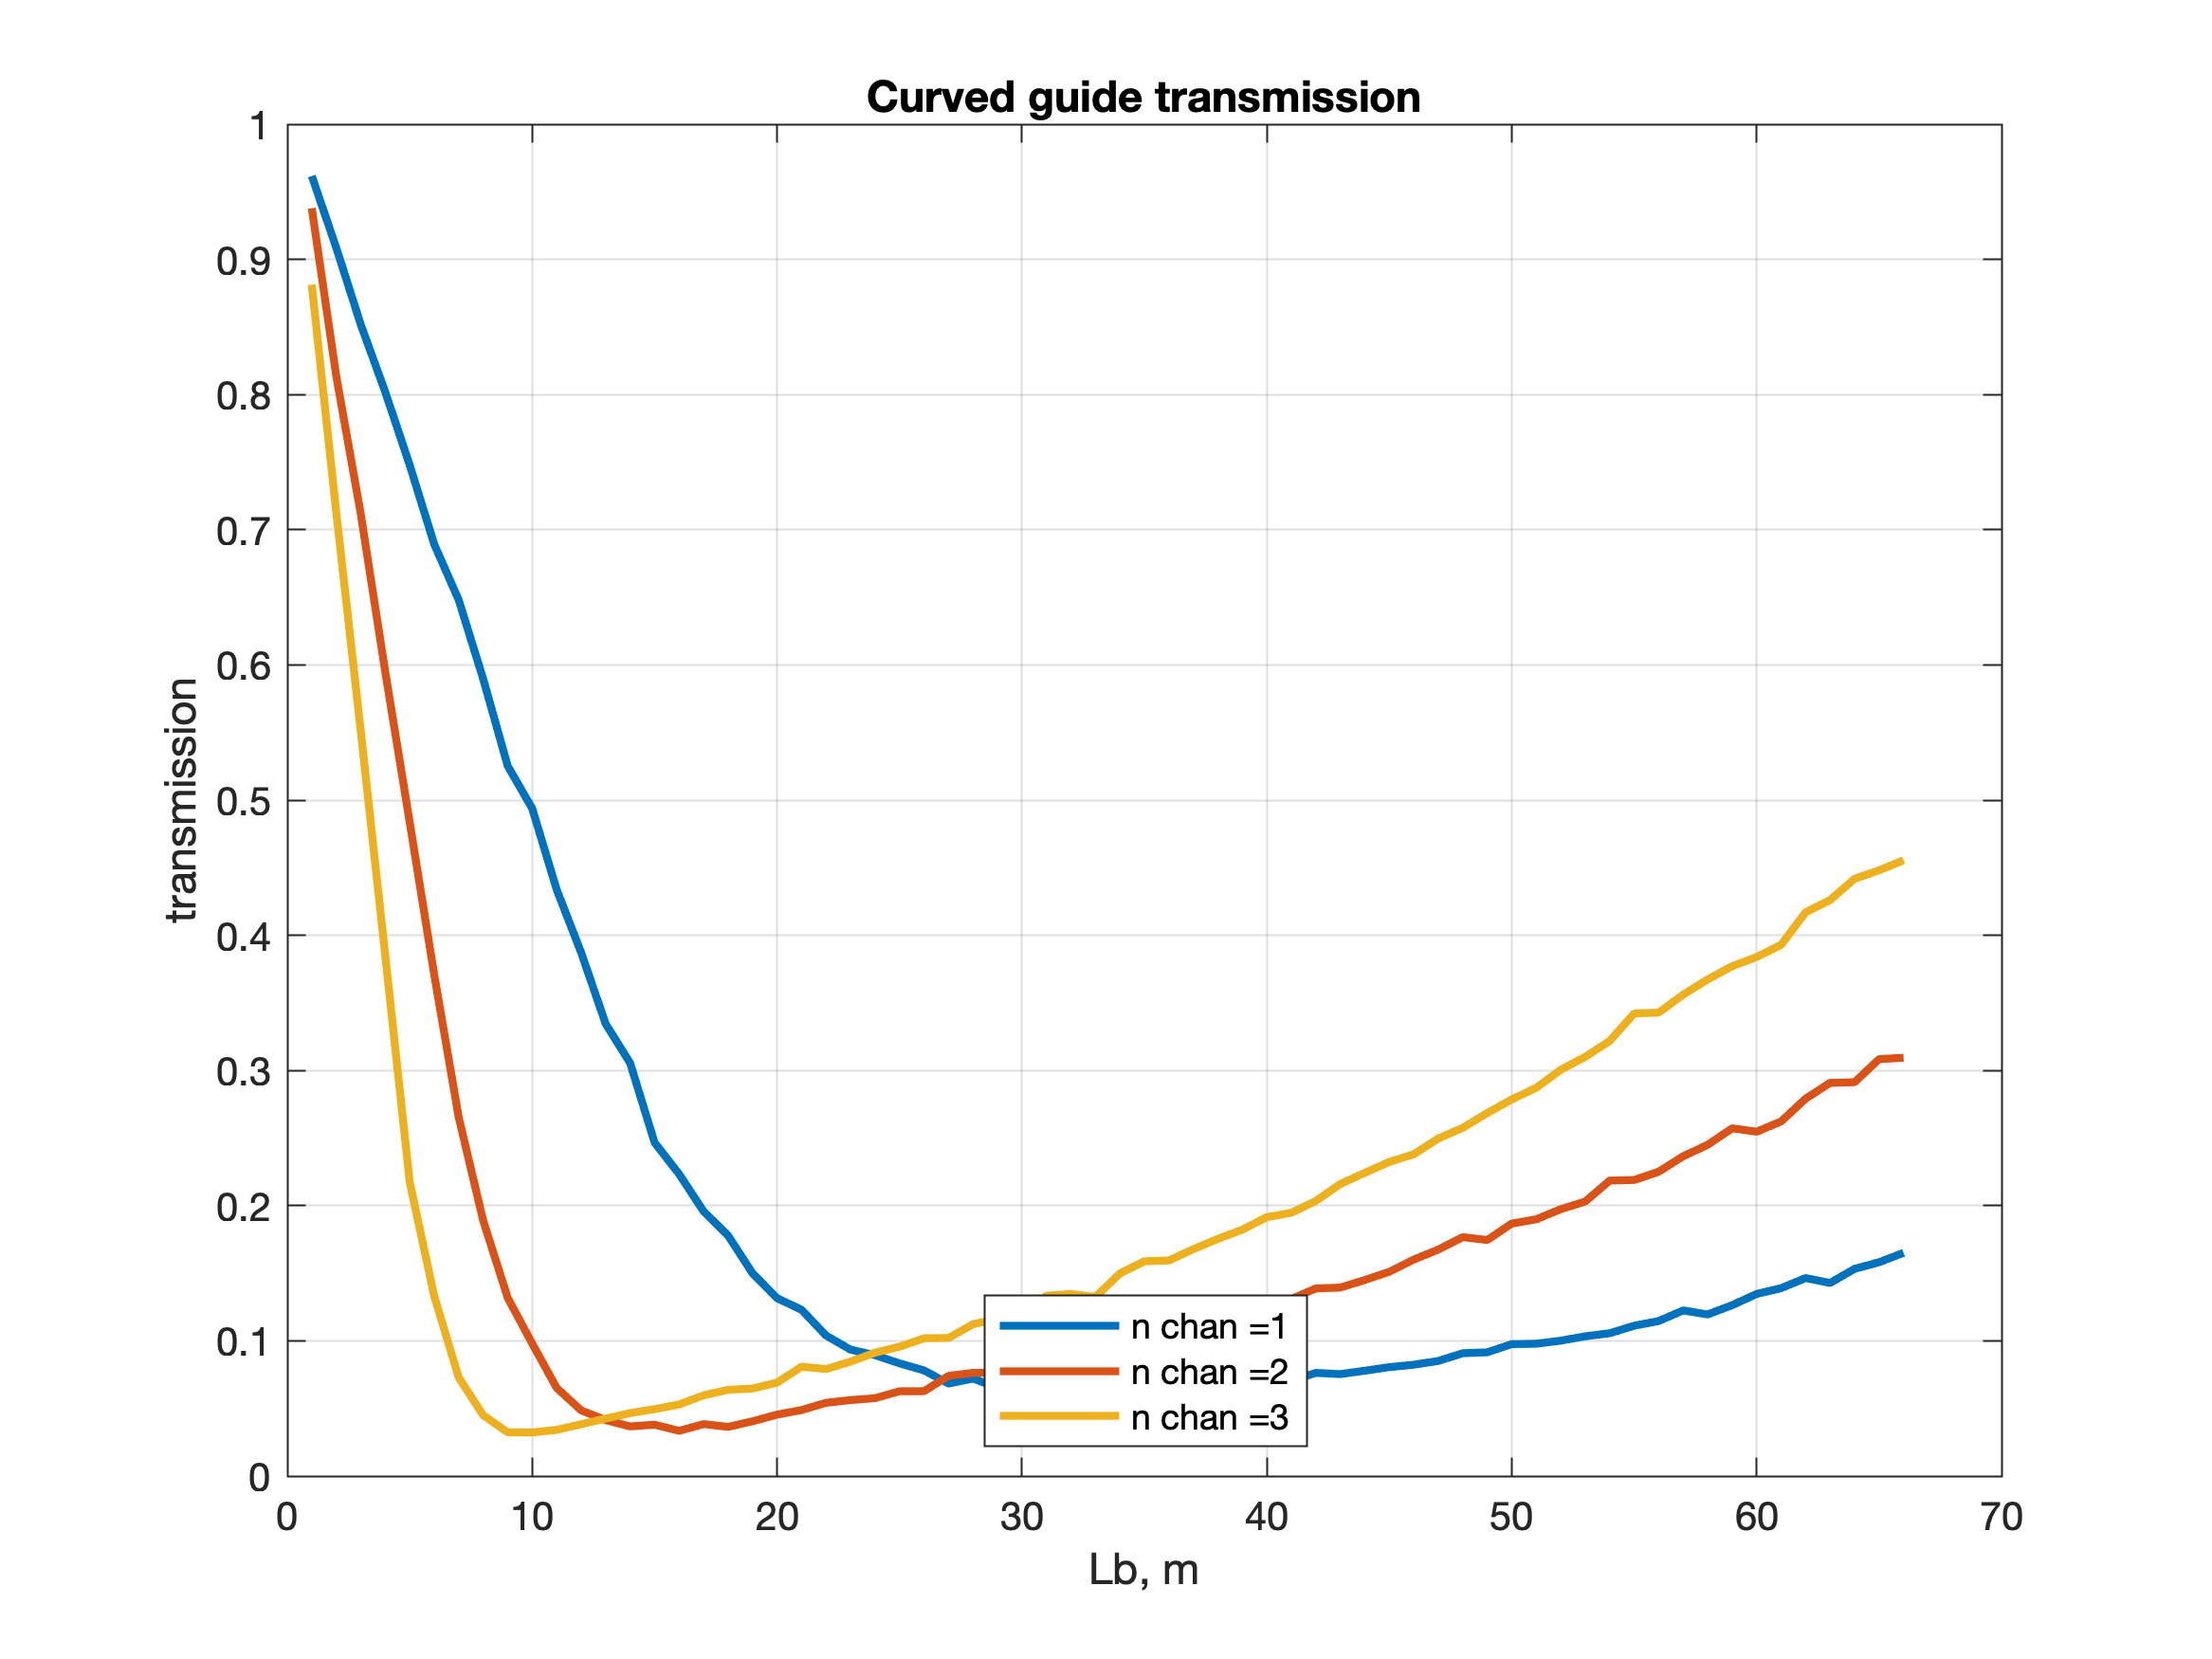 Curved guide transmission
1
0.9
0.8
0.7
0.6
0.5
0.4
0.3
0.2
0.1
0
transmission
n chan =1
n chan =2
n chan =3
0 10 20 30 40 50 60 70
Lb, m